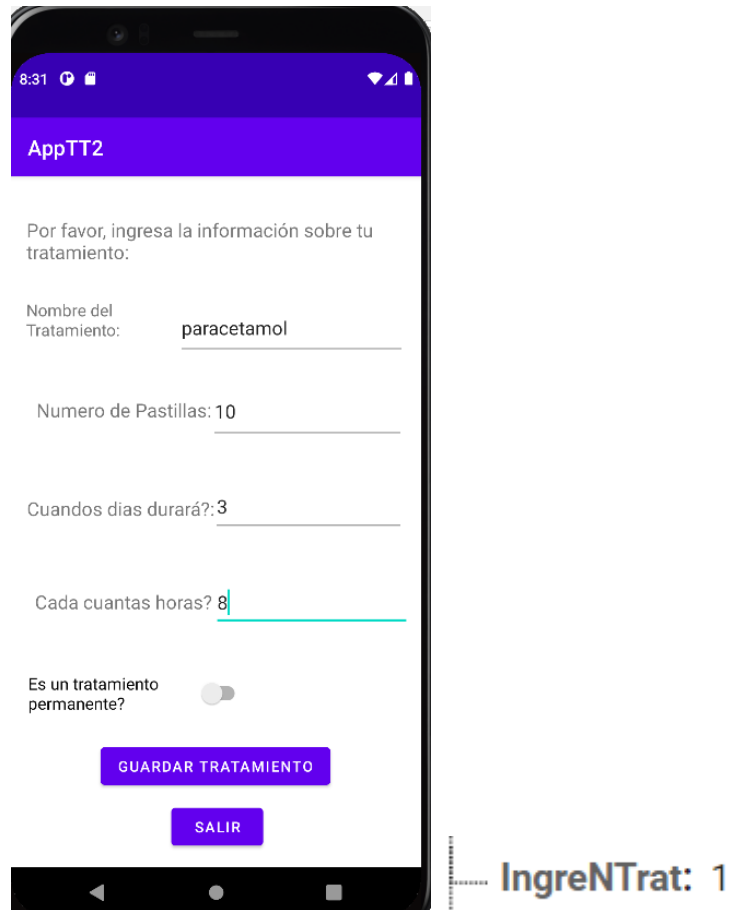 8:31
AppTT2
Por favor, ingresa la información sobre tu
tratamiento:
Nombre del
Tratamiento:
paracetamol
Numero de Pastillas: 10
Cuandos dias durará?: 3
Cada cuantas horas? 8
Es un tratamiento
permanente?
GUARDAR TRATAMIENTO
SALIR
IngreNTrat: 1